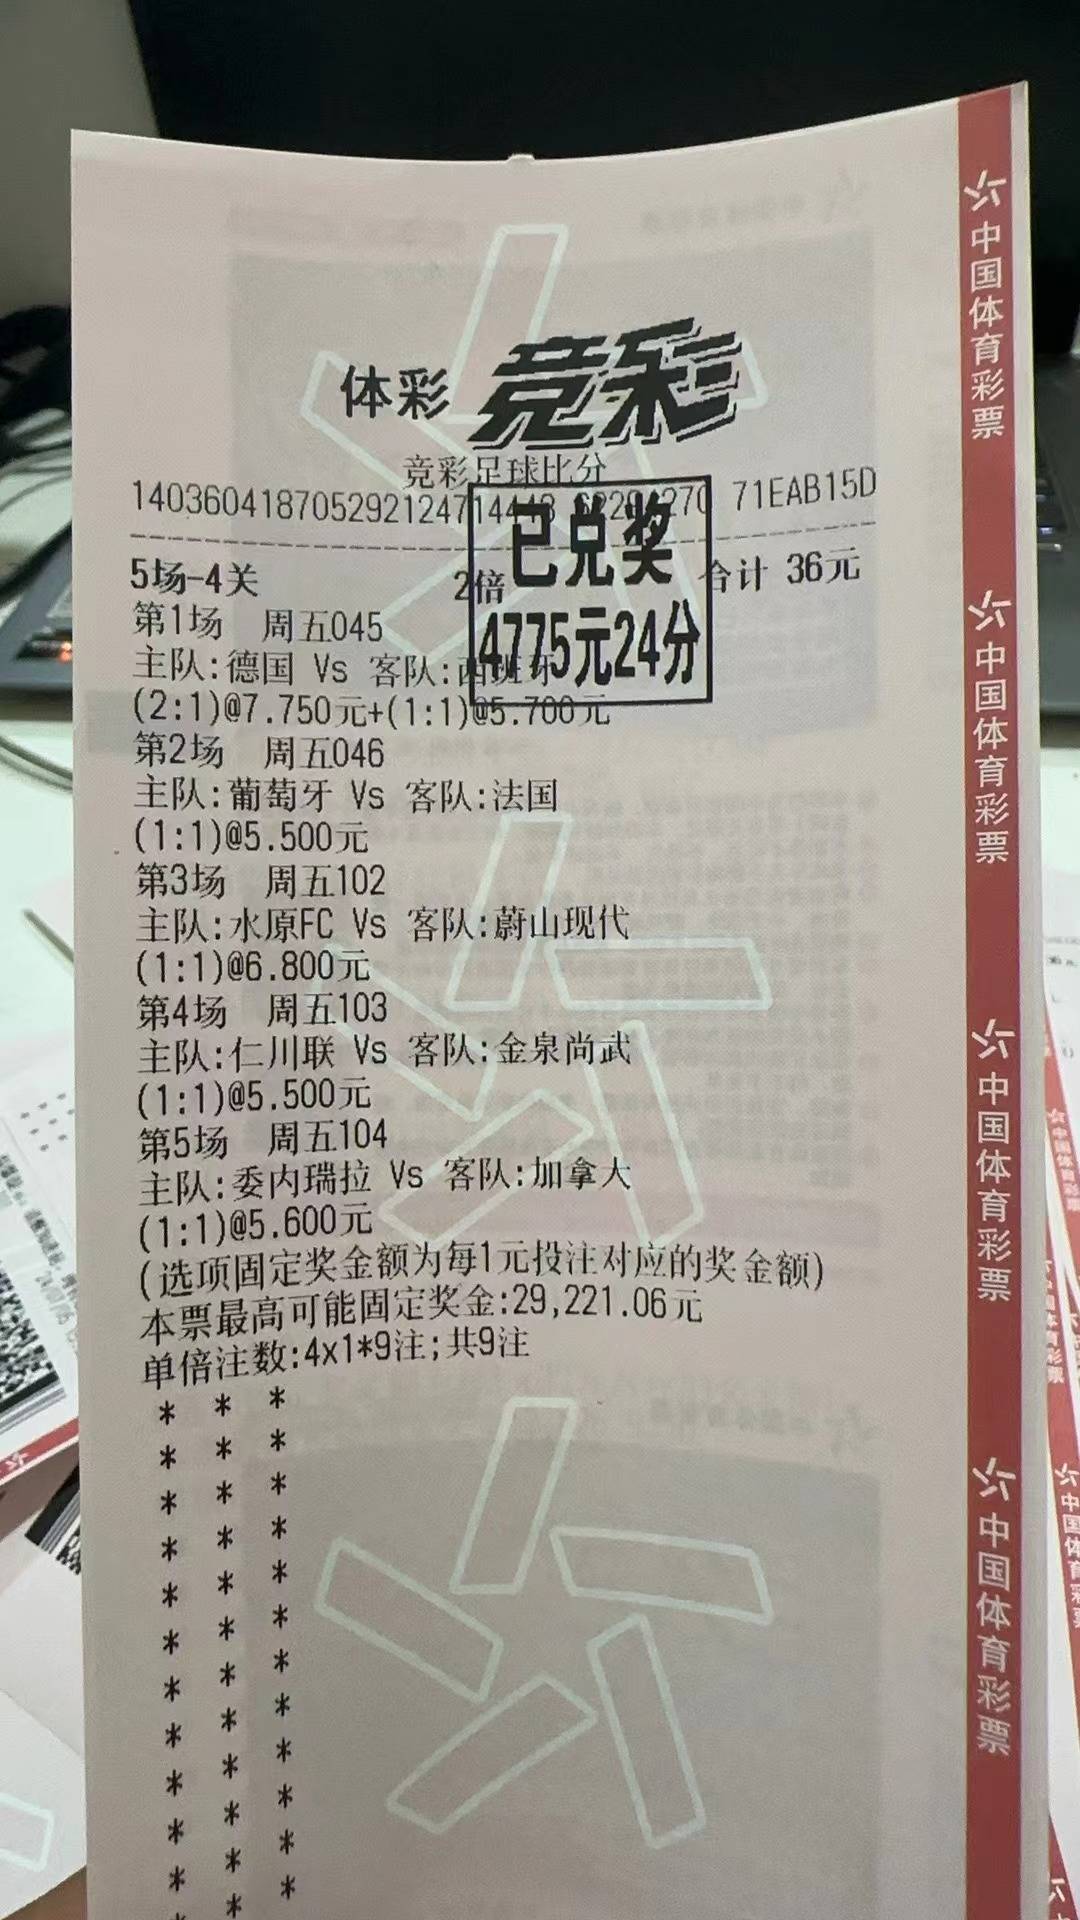 体彩 竞彩
竞彩足球比分
71EAB15D
已兑奖
4775元24分
5场-4关 2倍 合计 36元
第1场 周五045
主队:德国 Vs 客队:西班牙
(2:1)@7.750元+(1:1)@5.700元
第2场 周五046
主队:葡萄牙 Vs 客队:法国
(1:1)@5.500元
第3场 周五102
主队:水原FC Vs 客队:蔚山现代
(1:1)@6.800元
第4场 周五103
主队:仁川联 Vs 客队:金泉尚武
(1:1)@5.500元
第5场 周五104
主队:委内瑞拉 Vs 客队:加拿大
(1:1)@5.600元
(选项固定奖金额为每1元投注对应的奖金额)
本票最高可能固定奖金:29,221.06元
单倍注数:4x1*9注;共9注
中国体育彩票
中国体育彩票
中国体育彩票
中国体育彩票